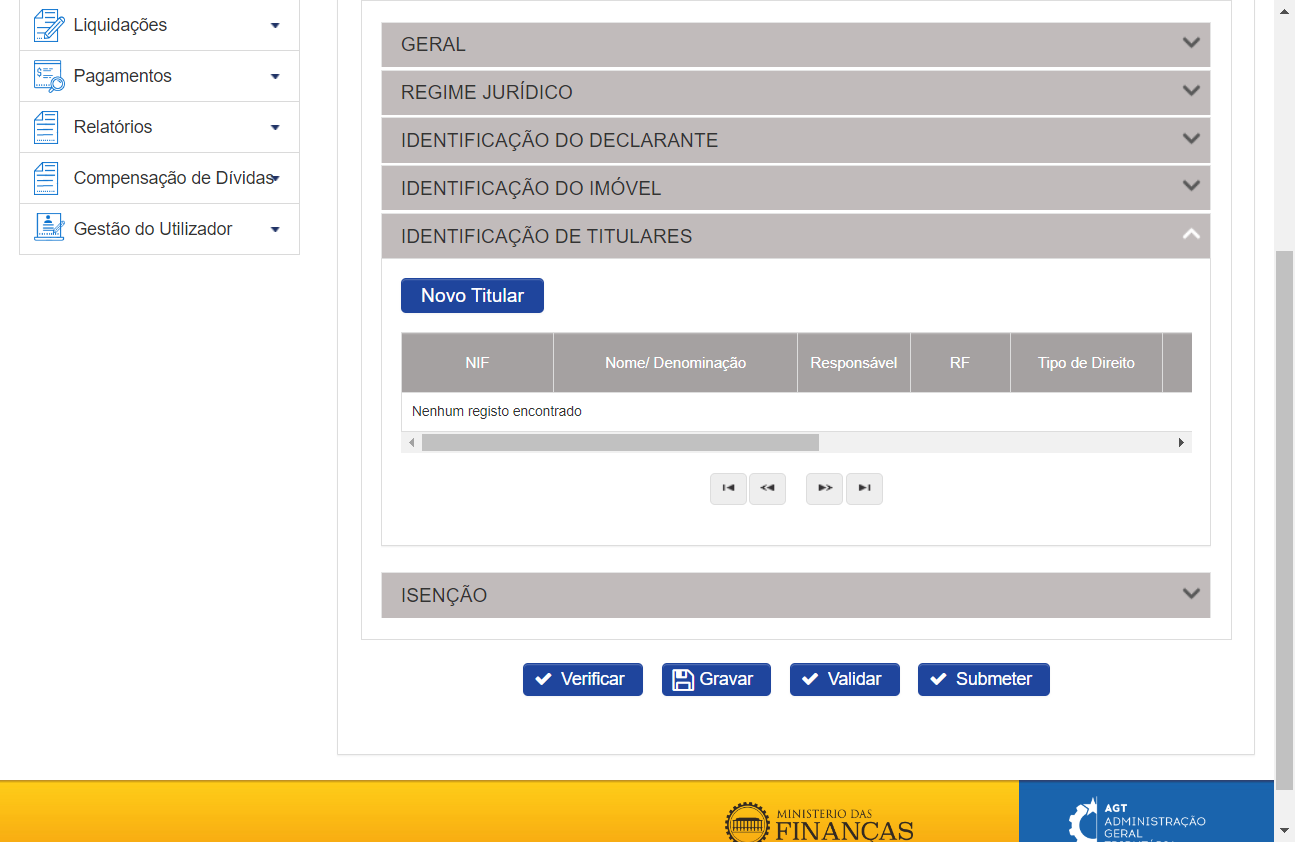 Liquidações
Pagamentos
Relatórios
Compensação de Dívidas
Gestão do Utilizador
GERAL
REGIME JURÍDICO
IDENTIFICAÇÃO DO DECLARANTE
IDENTIFICAÇÃO DO IMÓVEL
IDENTIFICAÇÃO DE TITULARES
Novo Titular
NIF Nome/ Denominação Responsável RF Tipo de Direito
Nenhum registo encontrado
ISENÇÃO
Verificar Gravar Validar Submeter
MINISTERIO DAS
FINANÇAS
AGT
ADMINISTRAÇÃO
GERAL